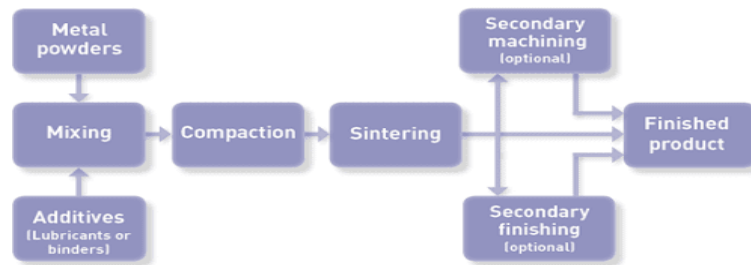 Metal
powders
Mixing
Additives
(Lubricants or
binders)
Compaction
Sintering
Secondary
machining
(optional)
Secondary
finishing
(optional)
Finished
product